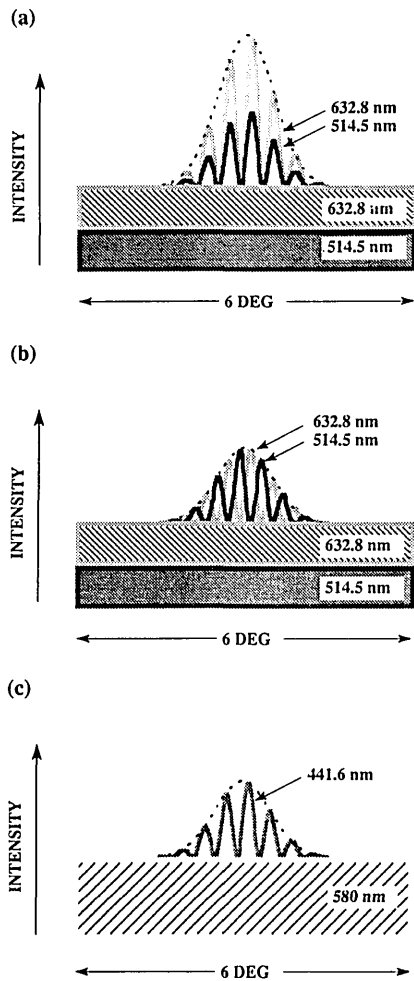 (a)
INTENSITY
632.8 nm
514.5 nm
632.8 nm
514.5 nm
6 DEG
(b)
INTENSITY
632.8 nm
514.5 nm
632.8 nm
514.5 nm
6 DEG
(c)
INTENSITY
441.6 nm
580 nm
6 DEG